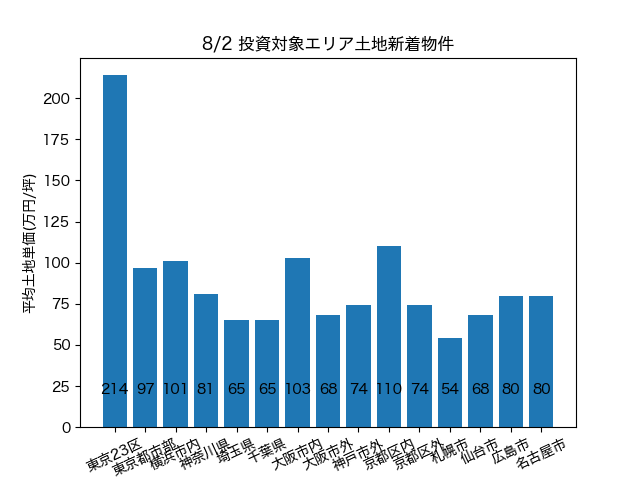 8/2 投資対象エリア土地新着物件
平均土地単価(万円/坪)
200
175
150
125
100
75
50
25
0
214
97
101
81
65
65
103
68
74
110
74
54
68
80
80
東京23区
東京都市部
横浜市内
神奈川県
埼玉県
千葉県
大阪市内
大阪市外
神戸市外
京都区内
京都区外
札幌市
仙台市
広島市
名古屋市